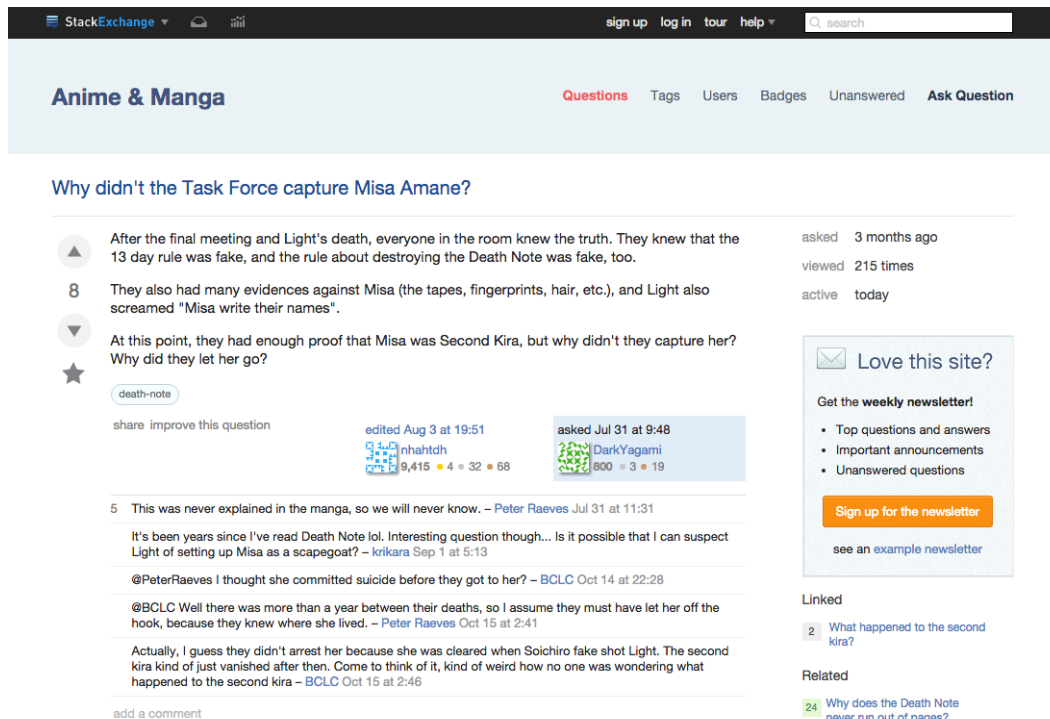 StackExchange
sign up log in tour help
search
Anime & Manga
Questions Tags Users Badges Unanswered Ask Question
Why didn't the Task Force capture Misa Amane?
After the final meeting and Light's death, everyone in the room knew the truth. They knew that the
13 day rule was fake, and the rule about destroying the Death Note was fake, too.
8
They also had many evidences against Misa (the tapes, fingerprints, hair, etc.), and Light also
screamed "Misa write their names".
At this point, they had enough proof that Misa was Second Kira, but why didn't they capture her?
Why did they let her go?
death-note
share improve this question
edited Aug 3 at 19:51
nhahtdh
9,415 4 32 68
asked Jul 31 at 9:48
DarkYagami
800 3 19
5 This was never explained in the manga, so we will never know. – Peter Raeves Jul 31 at 11:31
It's been years since I've read Death Note lol. Interesting question though... Is it possible that I can suspect
Light of setting up Misa as a scapegoat? – krikara Sep 1 at 5:13
@PeterRaeves I thought she committed suicide before they got to her? – BCLC Oct 14 at 22:28
@BCLC Well there was more than a year between their deaths, so I assume they must have let her off the
hook, because they knew where she lived. – Peter Raeves Oct 15 at 2:41
Actually, I guess they didn't arrest her because she was cleared when Soichiro fake shot Light. The second
kira kind of just vanished after then. Come to think of it, kind of weird how no one was wondering what
happened to the second kira – BCLC Oct 15 at 2:46
add a comment
asked 3 months ago
viewed 215 times
active today
Love this site?
Get the weekly newsletter!
Top questions and answers
Important announcements
Unanswered questions
Sign up for the newsletter
see an example newsletter
Linked
2 What happened to the second
kira?
Related
24 Why does the Death Note
never run out of pages?